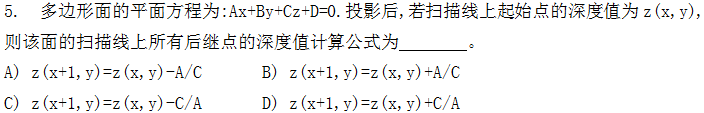 5. 多边形面的平面方程为:Ax+By+Cz+D=0.投影后,若扫描线上起始点的深度值为z(x,y),
则该面的扫描线上所有后继点的深度值计算公式为_______。
A) z(x+1,y)=z(x,y)-A/C B) z(x+1,y)=z(x,y)+A/C
C) z(x+1,y)=z(x,y)-C/A D) z(x+1,y)=z(x,y)+C/A